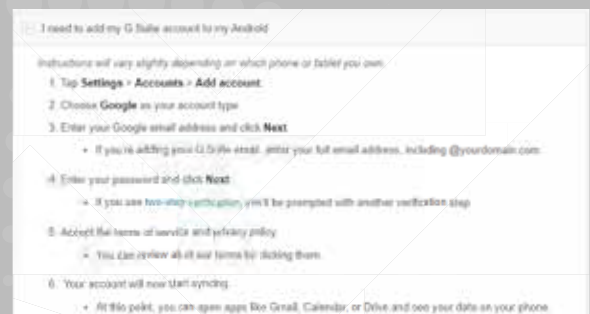 I need to add my G Suite account to my Android
Instructions will vary slightly depending on which phone or tablet you own.
1. Tap Settings > Accounts > Add account.
2. Choose Google as your account type
3. Enter your Google email address and click Next
• If you're adding your G Suite email, enter your full email address, including @yourdomain.com.
4. Enter your password and click Next
• If you use two-step verification, you'll be prompted with another verification step
5. Accept the terms of service and privacy policy.
• You can review all of our terms by clicking them.
6. Your account will now start syncing.
• At this point, you can open apps like Gmail, Calendar, or Drive and see your data on your phone.